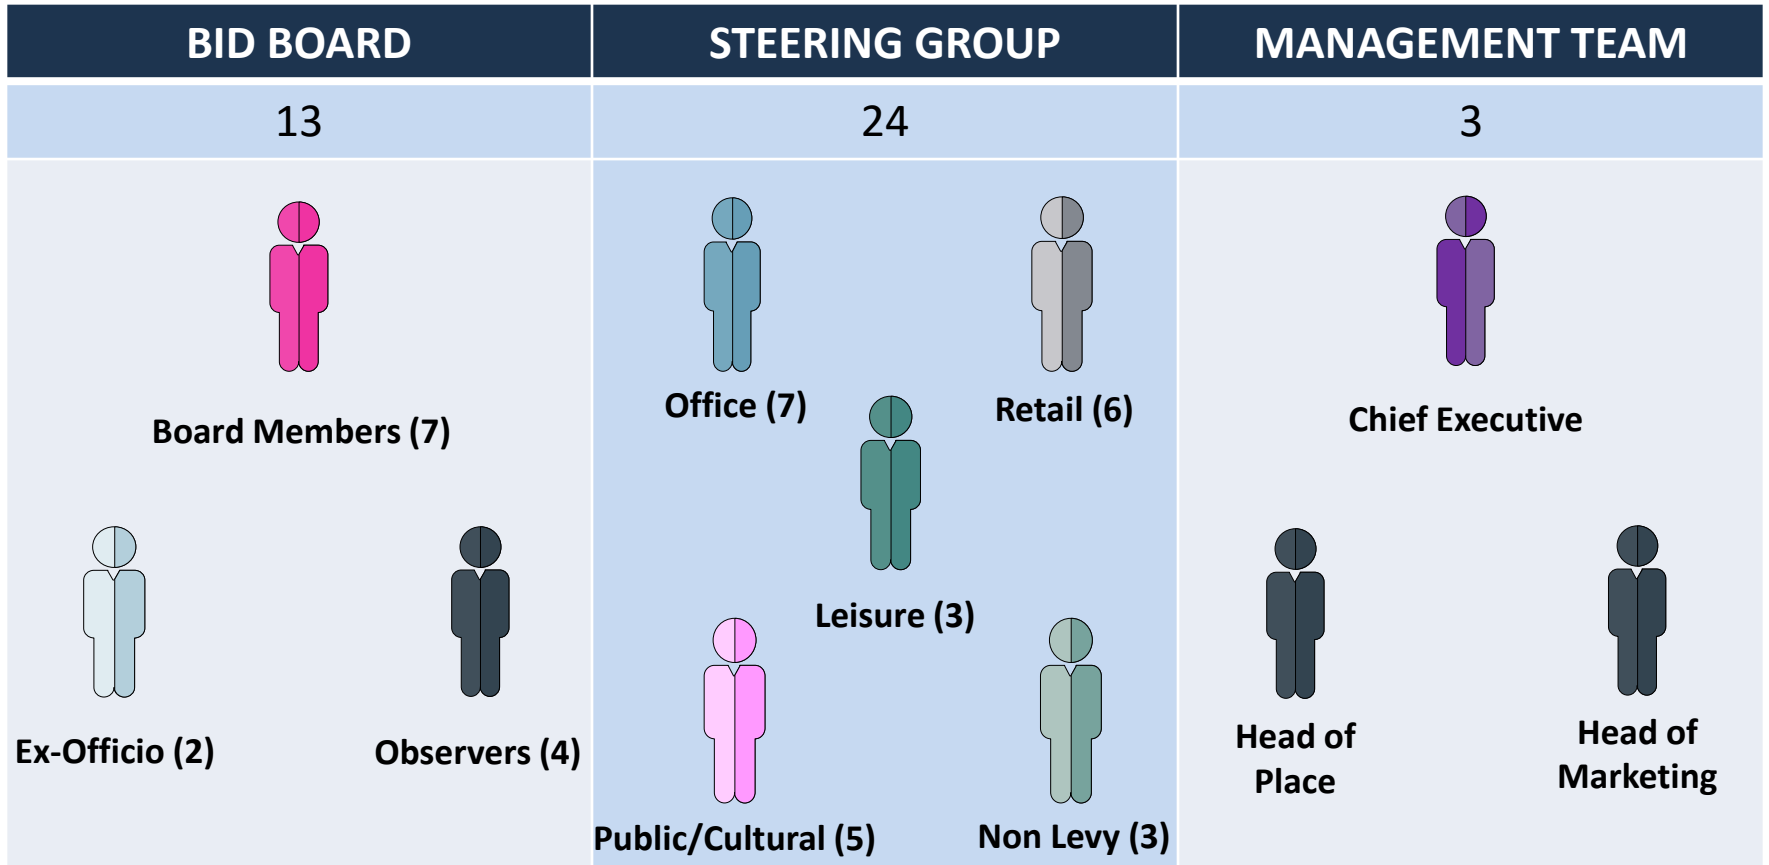 BID BOARD
STEERING GROUP
MANAGEMENT TEAM
13
24
3
Board Members (7)
Ex-Officio (2)
Observers (4)
Office (7)
Retail (6)
Leisure (3)
Public/Cultural (5)
Non Levy (3)
Chief Executive
Head of
Place
Head of
Marketing